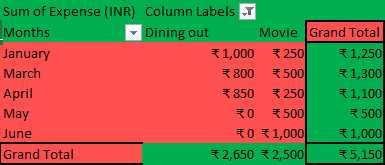 Sum of Expense (INR) Column Labels
Months Dining out Movie Grand Total
January ₹ 1,000 ₹ 250 ₹ 1,250
March ₹ 800 ₹ 500 ₹ 1,300
April ₹ 850 ₹ 250 ₹ 1,100
May ₹ 0 ₹ 500 ₹ 500
June ₹ 0 ₹ 1,000 ₹ 1,000
Grand Total ₹ 2,650 ₹ 2,500 ₹ 5,150